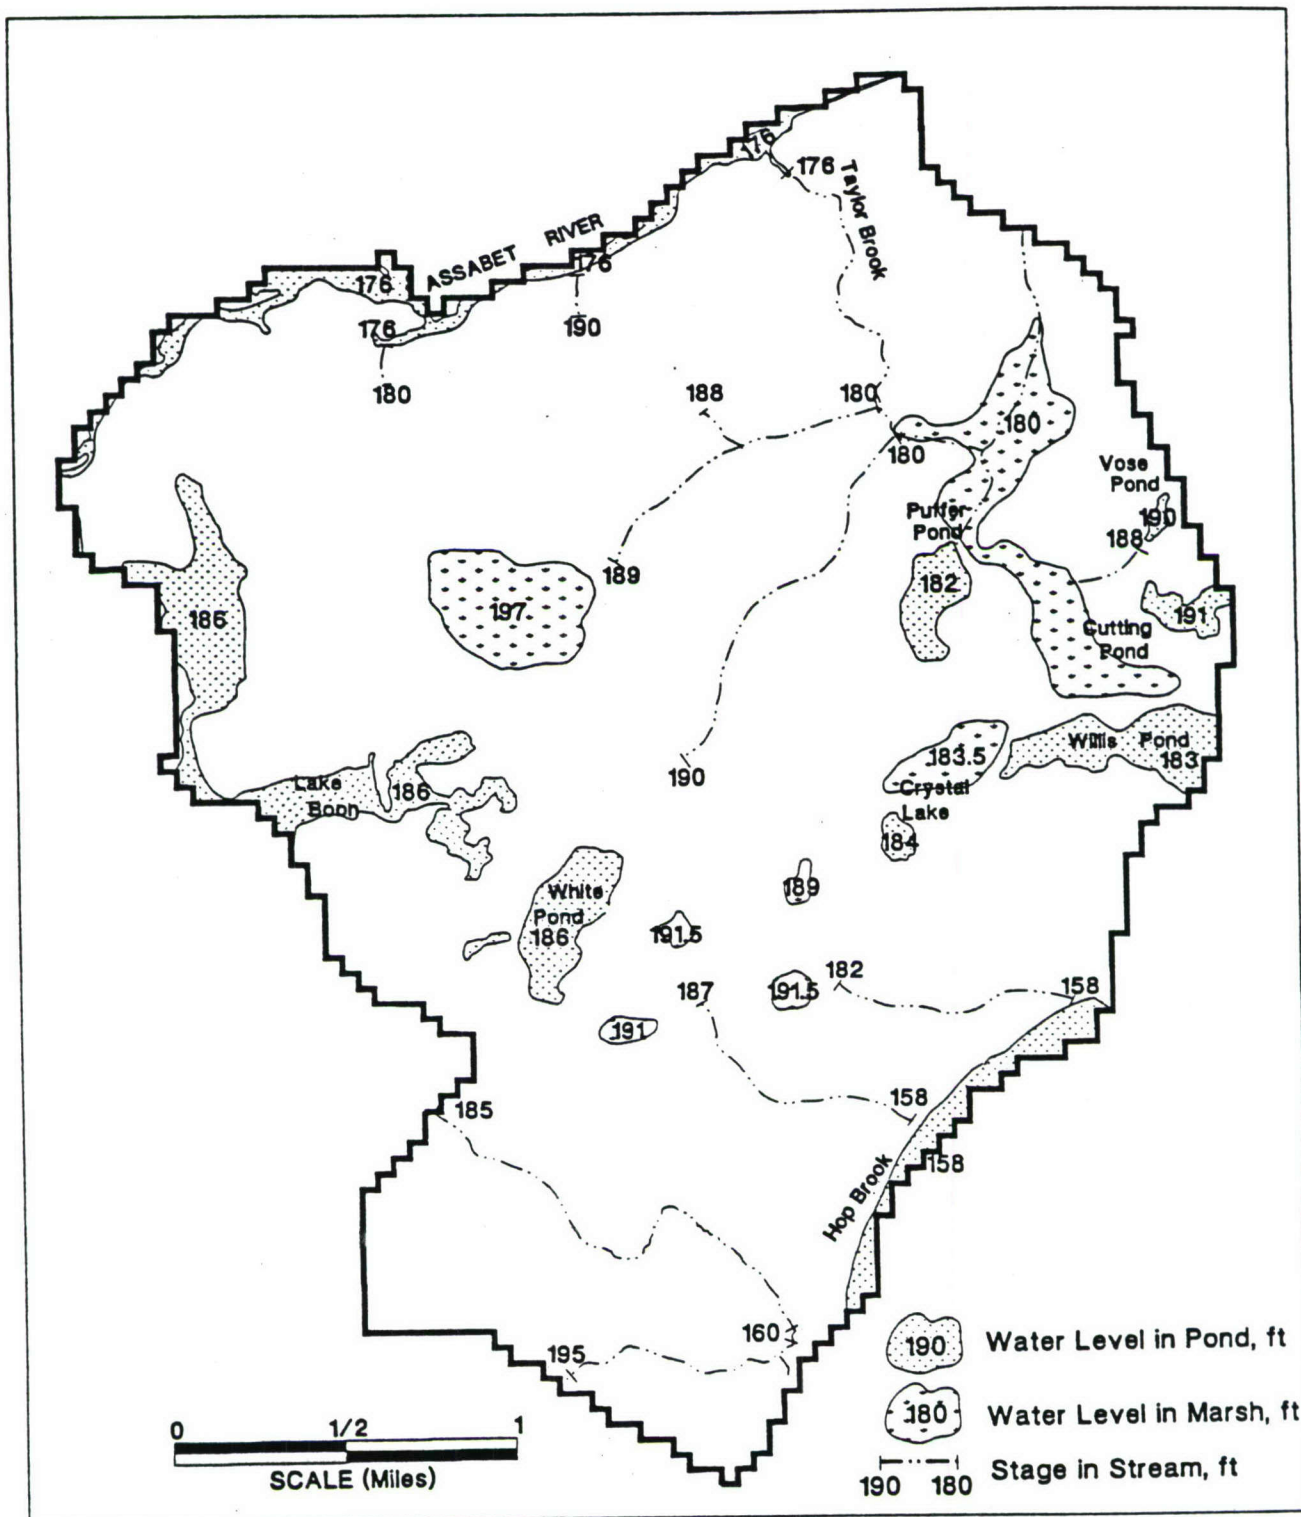 176
176
Taylor Brook
ASSABET RIVER
176
176
176
190
180
188
180
180
180
Vose
Pond
190
188
Puffer
Pond
182
189
197
186
191
Cutting
Pond
190
183.5
Willis Pond
183
Crystal
Lake
184
Lake
Boon
186
189
White
Pond
186
191.5
182
191.5
187
158
191
158
185
158
Hop Brook
160
195
190
Water Level in Pond, ft
180
Water Level in Marsh, ft
190 180
Stage in Stream, ft
0 1/2 1
SCALE (Miles)